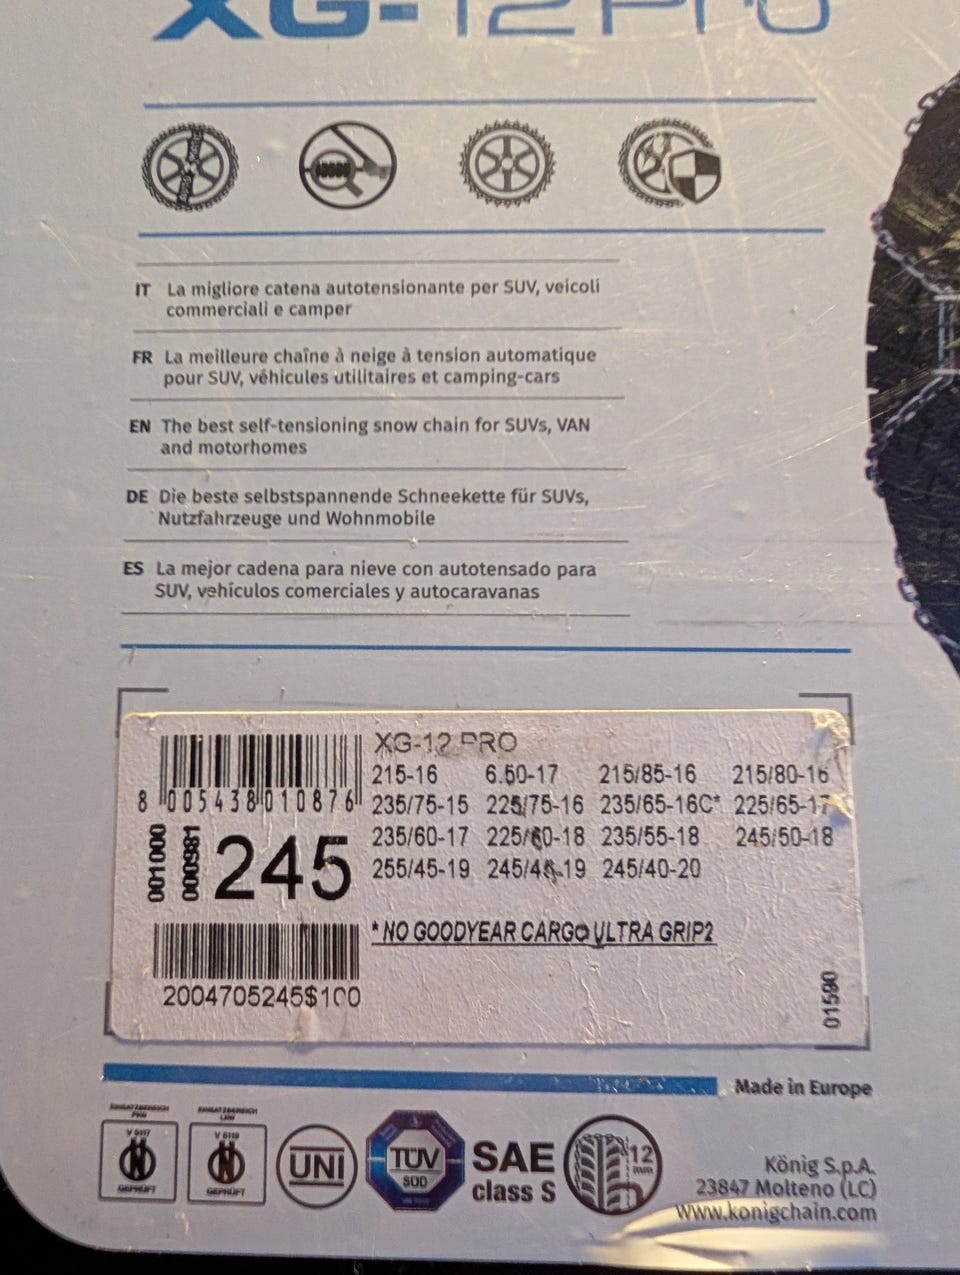 XG-12 Pro
IT La migliore catena autotensionante per SUV, veicoli
commerciali e camper
FR La meilleure chaîne à neige à tension automatique
pour SUV, véhicules utilitaires et camping-cars
EN The best self-tensioning snow chain for SUVs, VAN
and motorhomes
DE Die beste selbstspannende Schneekette für SUVs,
Nutzfahrzeuge und Wohnmobile
ES La mejor cadena para nieve con autotensado para
SUV, vehículos comerciales y autocaravanas
XG-12 PRO
215-16 6.50-17 215/85-16 215/80-16
8 005438 010876 235/75-15 225/75-16 235/65-16C* 225/65-17
235/60-17 225/60-18 235/55-18 245/50-18
001000 000981 245
255/45-19 245/45-19 245/40-20
* NO GOODYEAR CARGO ULTRA GRIP2
2004705245$100
01590
Made in Europe
EINSATZBEREICH
PKW
V 5117
GEPRÜFT
EINSATZBEREICH
LKW
V 5119
GEPRÜFT
UNI
TÜV
SÜD
SAE
class S
12
mm
König S.p.A.
23847 Molteno (LC)
www.konigchain.com